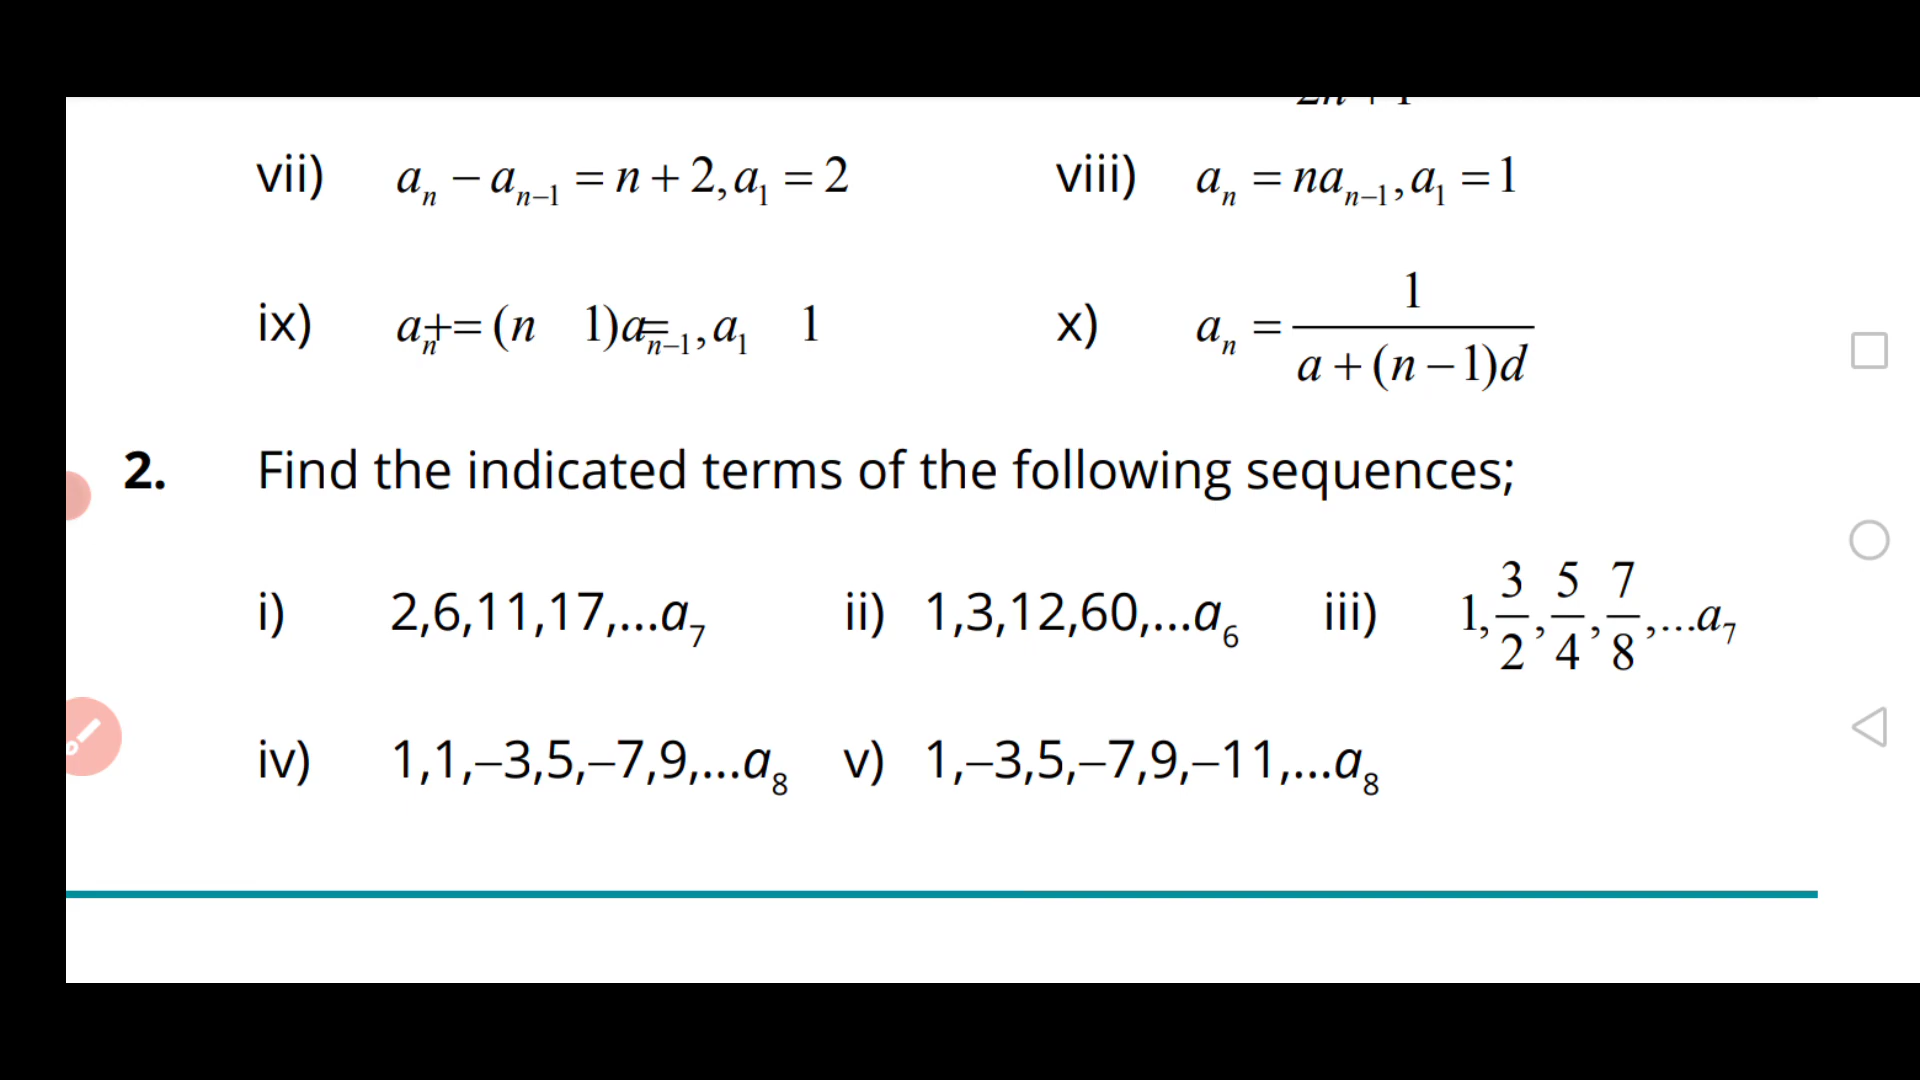 vii) aₙ − aₙ₋₁ = n + 2, a₁ = 2 viii) aₙ = naₙ₋₁, a₁ = 1
ix) aₙ += (n 1)a=ₙ₋₁, a₁ 1 x) aₙ = 1/(a + (n − 1)d)
2. Find the indicated terms of the following sequences;
i) 2,6,11,17,...a₇ ii) 1,3,12,60,...a₆ iii) 1, 3/2, 5/4, 7/8, ...a₇
iv) 1,1,–3,5,–7,9,...a₈ v) 1,–3,5,–7,9,–11,...a₈